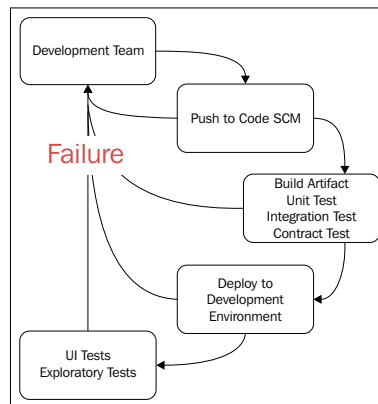 Development Team
Push to Code SCM
Failure
Build Artifact
Unit Test
Integration Test
Contract Test
Deploy to
Development
Environment
UI Tests
Exploratory Tests